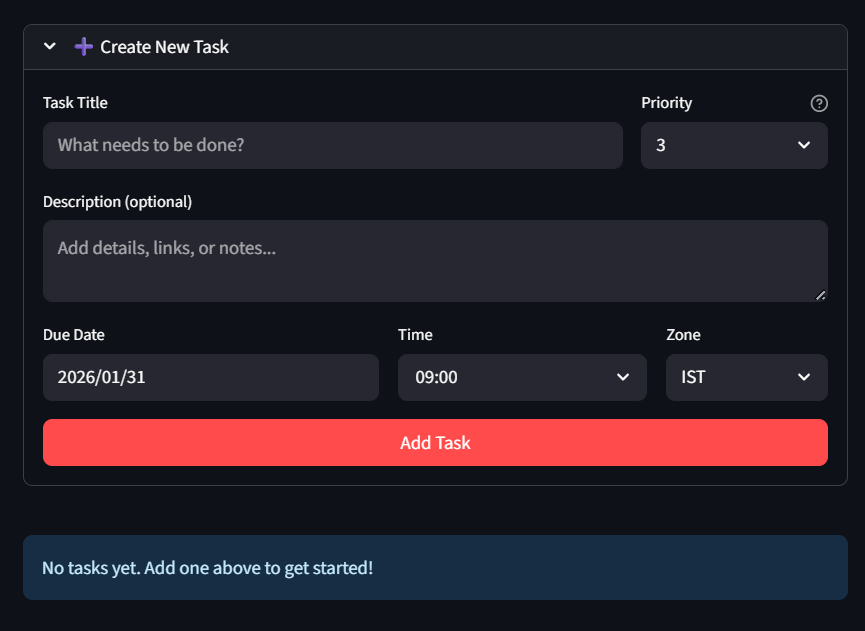 Create New Task
Task Title
Priority
What needs to be done?
3
Description (optional)
Add details, links, or notes...
Due Date
Time
Zone
2026/01/31
09:00
IST
Add Task
No tasks yet. Add one above to get started!